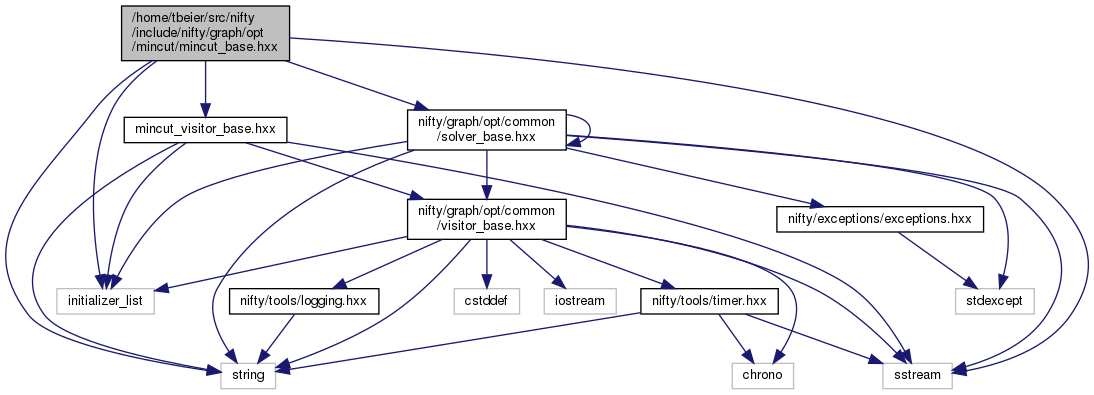 /home/tbeier/src/nifty
/include/nifty/graph/opt
/mincut/mincut_base.hxx
mincut_visitor_base.hxx
nifty/graph/opt/common
/solver_base.hxx
nifty/graph/opt/common
/visitor_base.hxx
nifty/exceptions/exceptions.hxx
initializer_list
nifty/tools/logging.hxx
cstddef
iostream
nifty/tools/timer.hxx
stdexcept
string
chrono
sstream